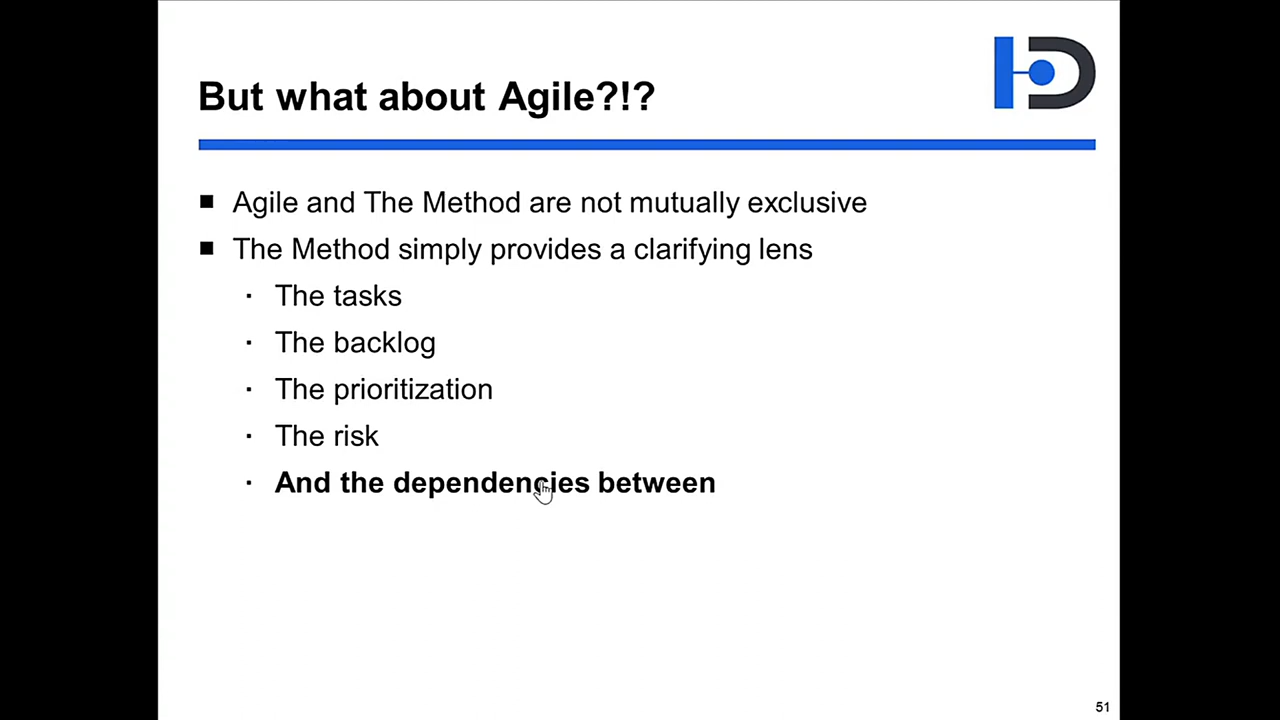 But what about Agile?!?
Agile and The Method are not mutually exclusive
The Method simply provides a clarifying lens
The tasks
The backlog
The prioritization
The risk
And the dependencies between
51